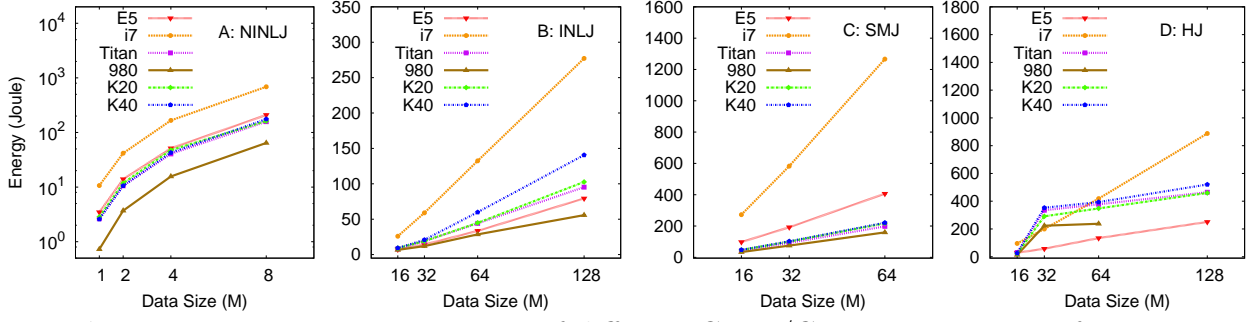 Energy (Joule)
10^4
10^3
10^2
10^1
10^0
1 2 4 8
Data Size (M)
E5
i7
Titan
980
K20
K40
A: NINLJ
350
300
250
200
150
100
50
0
16 32 64 128
Data Size (M)
E5
i7
Titan
980
K20
K40
B: INLJ
1600
1400
1200
1000
800
600
400
200
0
16 32 64
Data Size (M)
E5
i7
Titan
980
K20
K40
C: SMJ
1800
1600
1400
1200
1000
800
600
400
200
0
16 32 64 128
Data Size (M)
E5
i7
Titan
980
K20
K40
D: HJ